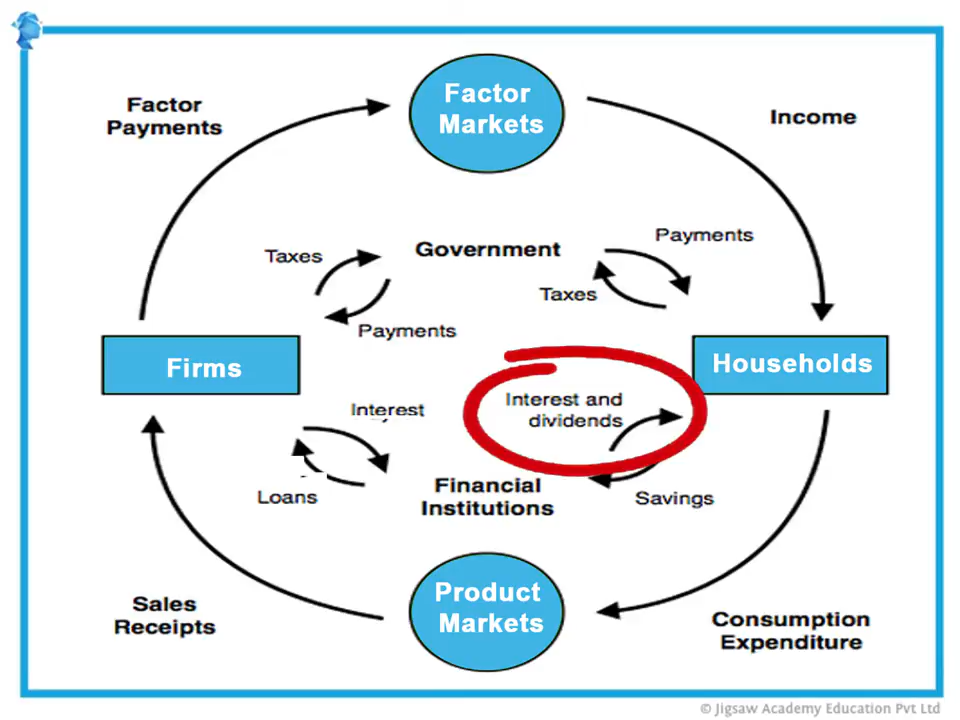 Factor
Markets
Factor
Payments
Income
Government
Taxes
Payments
Taxes
Payments
Firms
Households
Interest and
dividends
Interest
Financial
Institutions
Loans
Savings
Product
Markets
Sales
Receipts
Consumption
Expenditure
© Jigsaw Academy Education Pvt Ltd